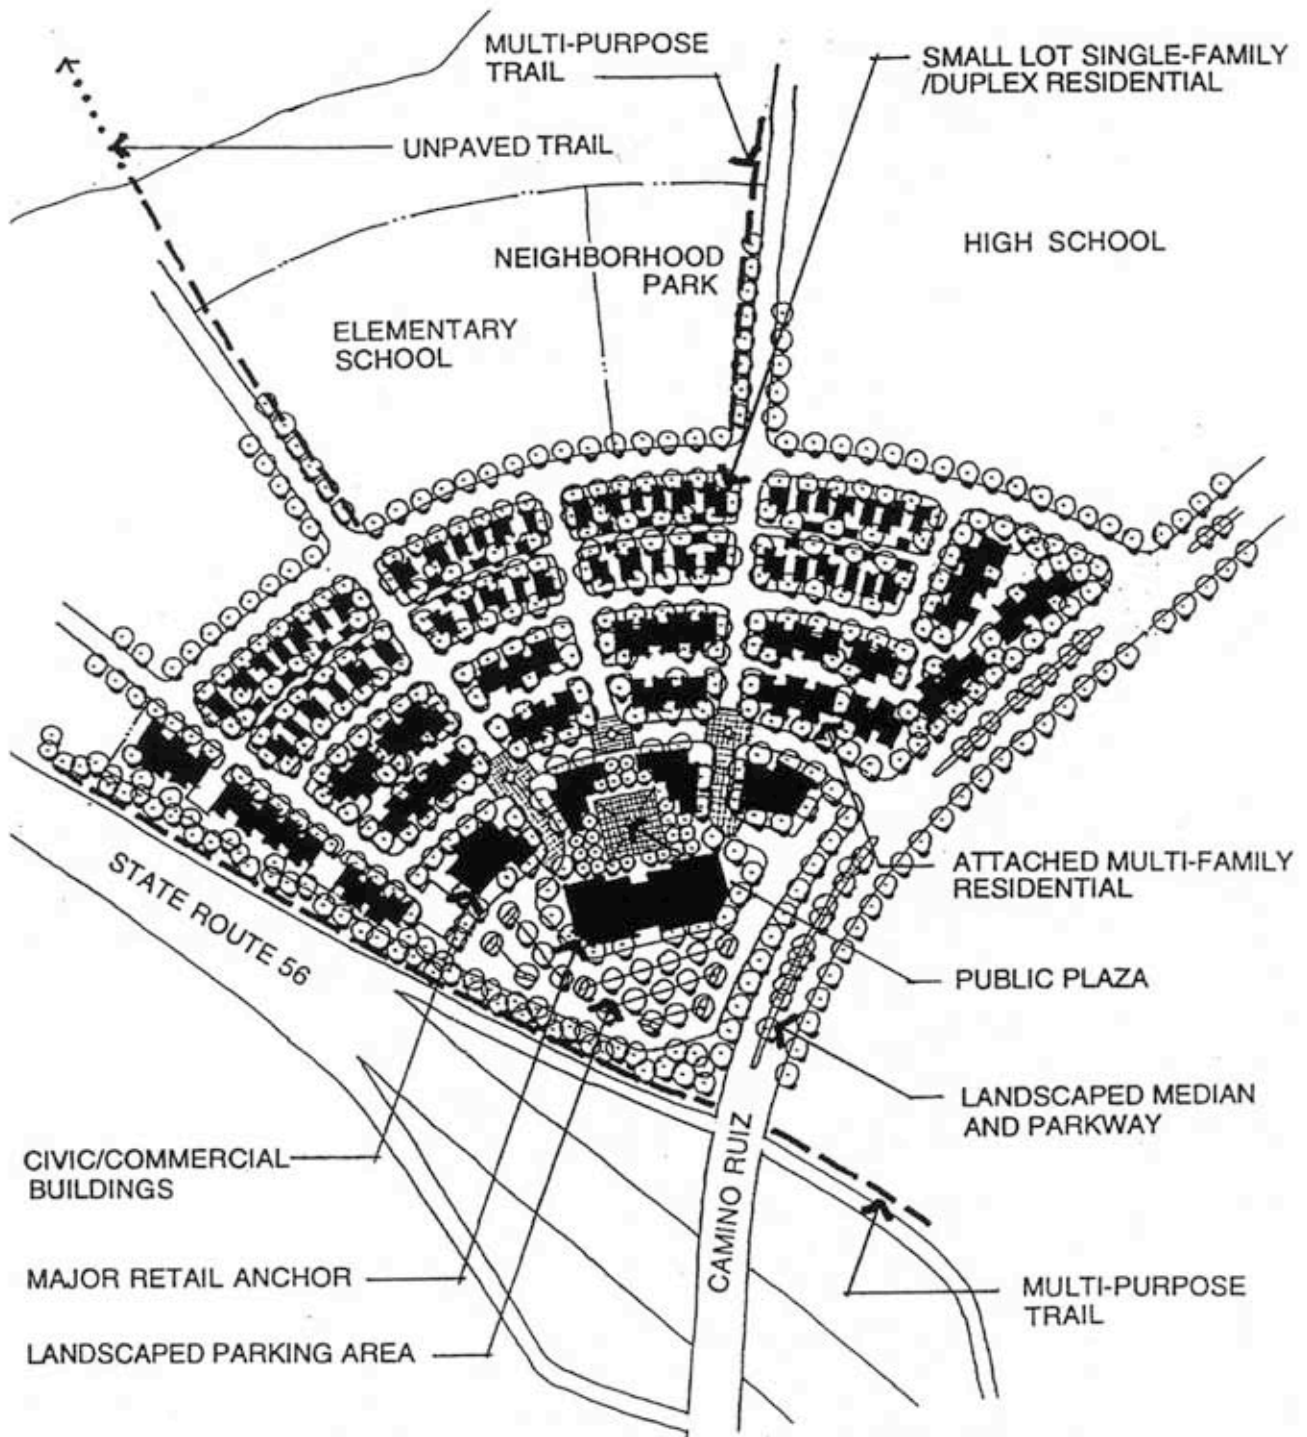 MULTI-PURPOSE
TRAIL
SMALL LOT SINGLE-FAMILY
/DUPLEX RESIDENTIAL
UNPAVED TRAIL
HIGH SCHOOL
NEIGHBORHOOD
PARK
ELEMENTARY
SCHOOL
ATTACHED MULTI-FAMILY
RESIDENTIAL
STATE ROUTE 56
PUBLIC PLAZA
LANDSCAPED MEDIAN
AND PARKWAY
CIVIC/COMMERCIAL
BUILDINGS
CAMINO RUIZ
MAJOR RETAIL ANCHOR
MULTI-PURPOSE
TRAIL
LANDSCAPED PARKING AREA